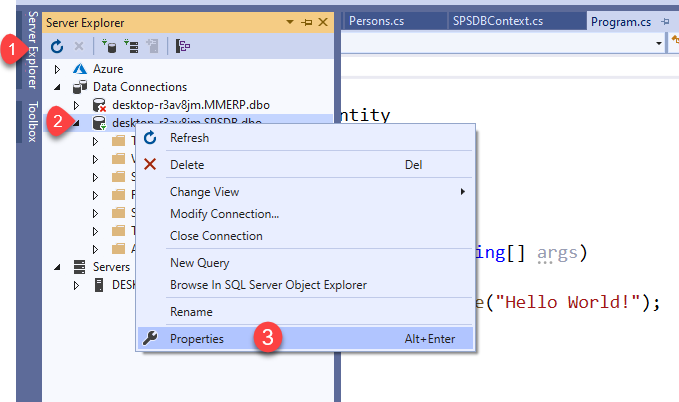 Server Explorer
Toolbox
Server Explorer
Persons.cs
SPSDBContext.cs
Program.cs
1
Azure
Data Connections
desktop-r3av8jm.MMERP.dbo
2
desktop-r3av8jm.SPSDB.dbo
T
V
S
F
S
T
A
Servers
DESK
Refresh
Delete Del
Change View
Modify Connection...
Close Connection
New Query
Browse In SQL Server Object Explorer
Rename
Properties 3 Alt+Enter
ntity
ing[] args)
e("Hello World!");